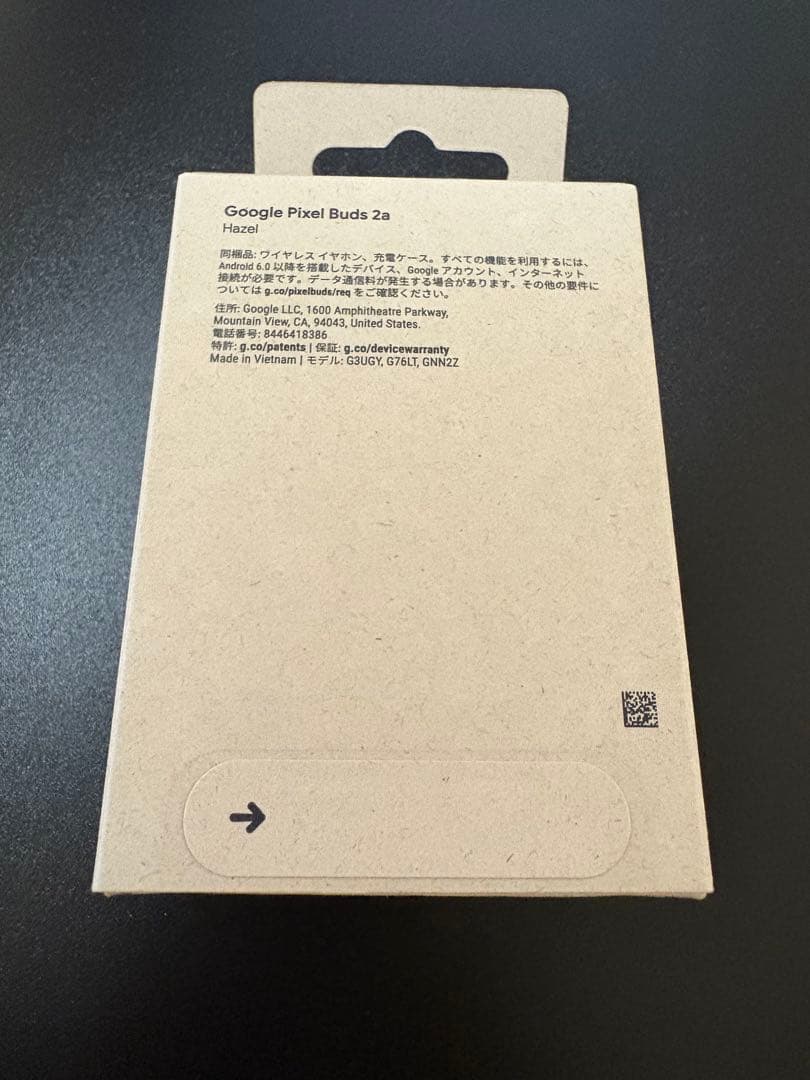 Google Pixel Buds 2a
Hazel
同梱品: ワイヤレス イヤホン、充電ケース。すべての機能を利用するには、
Android 6.0 以降を搭載したデバイス、Google アカウント、インターネット
接続が必要です。データ通信料が発生する場合があります。その他の要件に
ついては g.co/pixelbuds/req をご確認ください。
住所: Google LLC, 1600 Amphitheatre Parkway,
Mountain View, CA, 94043, United States.
電話番号: 8446418386
特許: g.co/patents | 保証: g.co/devicewarranty
Made in Vietnam | モデル: G3UGY, G76LT, GNN2Z